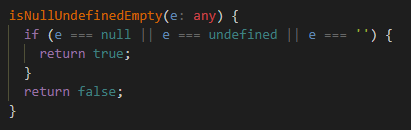 isNullUndefinedEmpty(e: any) {
  if (e === null || e === undefined || e === '') {
    return true;
  }
  return false;
}